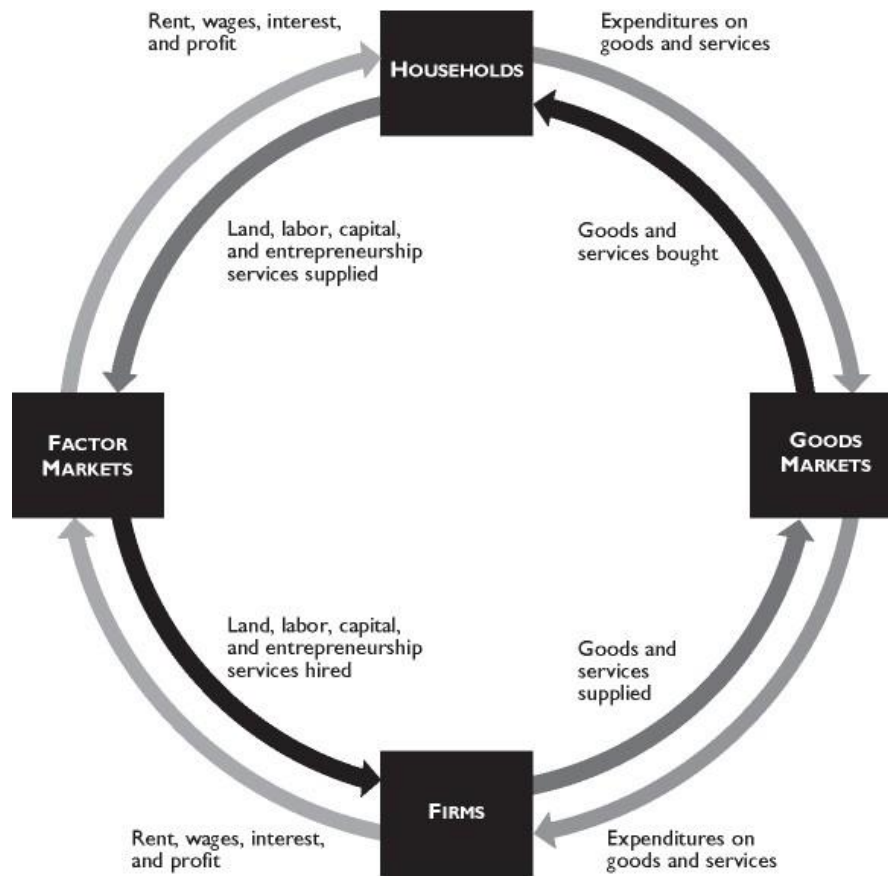 Rent, wages, interest,
and profit
HOUSEHOLDS
Expenditures on
goods and services
Land, labor, capital,
and entrepreneurship
services supplied
Goods and
services bought
FACTOR
MARKETS
GOODS
MARKETS
Land, labor, capital,
and entrepreneurship
services hired
Goods and
services
supplied
FIRMS
Rent, wages, interest,
and profit
Expenditures on
goods and services